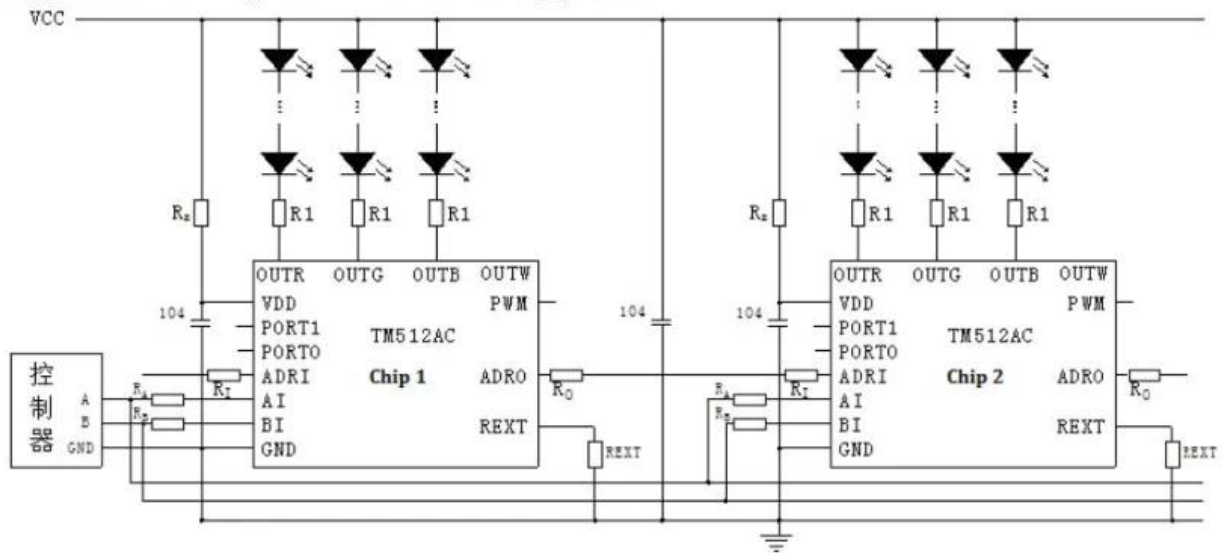 VCC
Rz R1 R1 R1 Rz R1 R1 R1
OUTR OUTG OUTB OUTW OUTR OUTG OUTB OUTW
104 VDD PWM 104 104 VDD PWM
PORT1 TM512AC PORT1 TM512AC
PORT0 PORT0
控制器
RI ADRI Chip 1 ADRO RO RI ADRI Chip 2 ADRO RO
A RA AI RA AI
B RB BI REXT RB BI REXT
GND GND REXT GND REXT